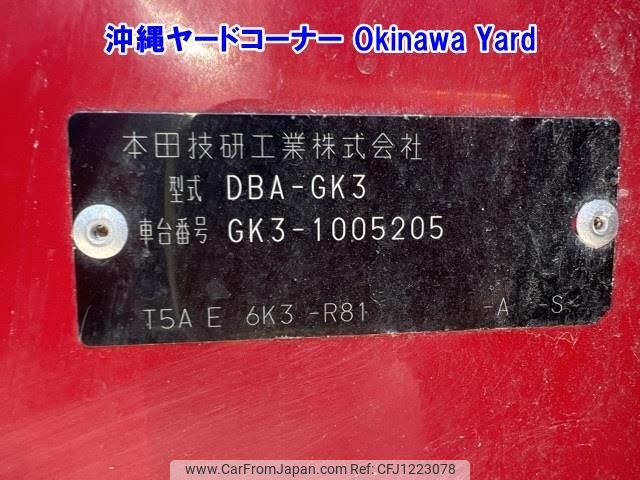 沖縄ヤードコーナー Okinawa Yard
本田技研工業株式会社
型式 DBA-GK3
車台番号 GK3-1005205
T5A E 6K3 -R81 -A -S
www.CarFromJapan.com | CFJ1223078